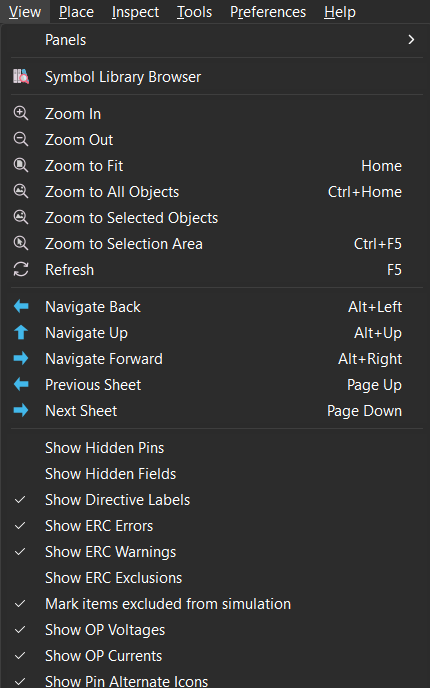 View Place Inspect Tools Preferences Help
Panels
Symbol Library Browser
Zoom In
Zoom Out
Zoom to Fit Home
Zoom to All Objects Ctrl+Home
Zoom to Selected Objects
Zoom to Selection Area Ctrl+F5
Refresh F5
Navigate Back Alt+Left
Navigate Up Alt+Up
Navigate Forward Alt+Right
Previous Sheet Page Up
Next Sheet Page Down
Show Hidden Pins
Show Hidden Fields
Show Directive Labels
Show ERC Errors
Show ERC Warnings
Show ERC Exclusions
Mark items excluded from simulation
Show OP Voltages
Show OP Currents
Show Pin Alternate Icons